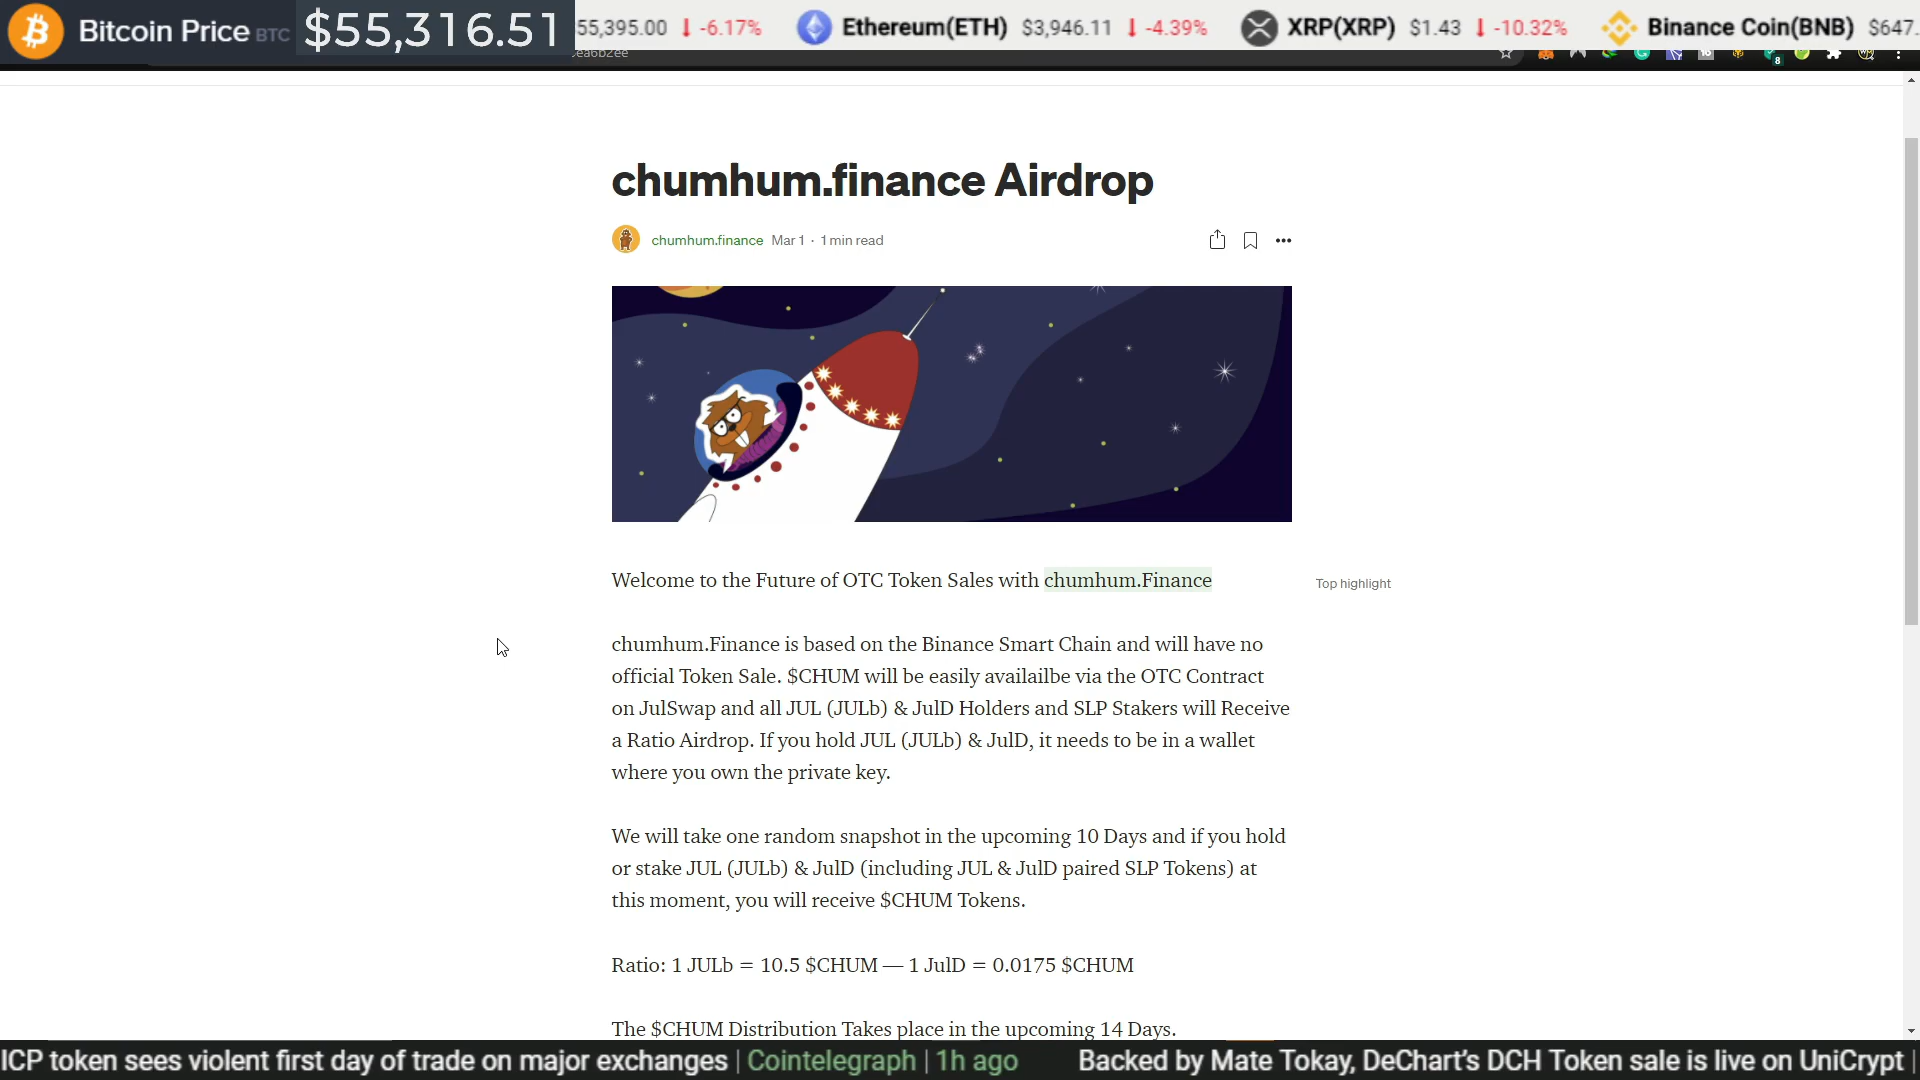 Bitcoin Price BTC $55,316.51 55,395.00 -6.17% Ethereum(ETH) $3,946.11 -4.39% XRP(XRP) $1.43 -10.32% Binance Coin(BNB) $647.
8
chumhum.finance Airdrop
chumhum.finance Mar 1 · 1 min read
Welcome to the Future of OTC Token Sales with chumhum.Finance
Top highlight
chumhum.Finance is based on the Binance Smart Chain and will have no
official Token Sale. $CHUM will be easily availailbe via the OTC Contract
on JulSwap and all JUL (JULb) & JulD Holders and SLP Stakers will Receive
a Ratio Airdrop. If you hold JUL (JULb) & JulD, it needs to be in a wallet
where you own the private key.
We will take one random snapshot in the upcoming 10 Days and if you hold
or stake JUL (JULb) & JulD (including JUL & JulD paired SLP Tokens) at
this moment, you will receive $CHUM Tokens.
Ratio: 1 JULb = 10.5 $CHUM — 1 JulD = 0.0175 $CHUM
The $CHUM Distribution Takes place in the upcoming 14 Days.
ICP token sees violent first day of trade on major exchanges | Cointelegraph | 1h ago Backed by Mate Tokay, DeChart's DCH Token sale is live on UniCrypt |